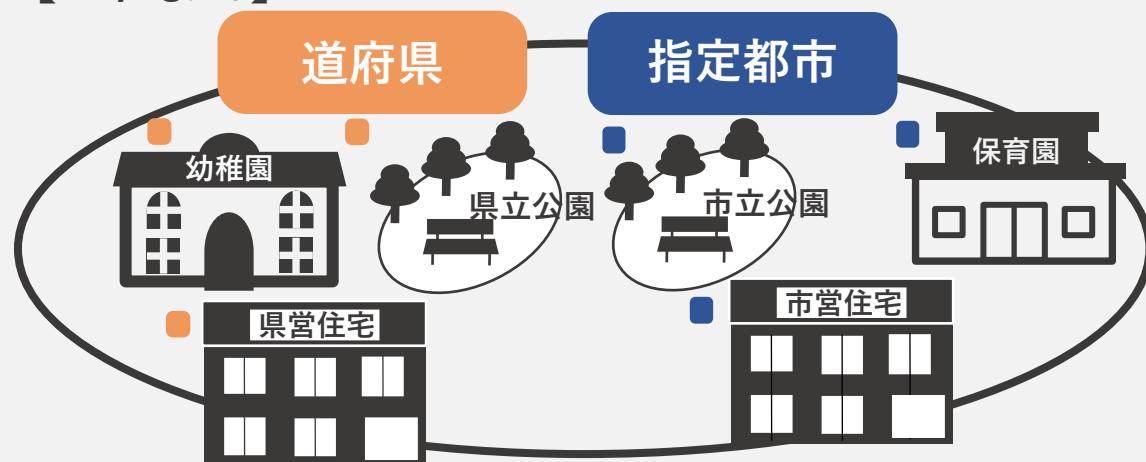 道府県
指定都市
幼稚園
県立公園
市立公園
保育園
県営住宅
市営住宅